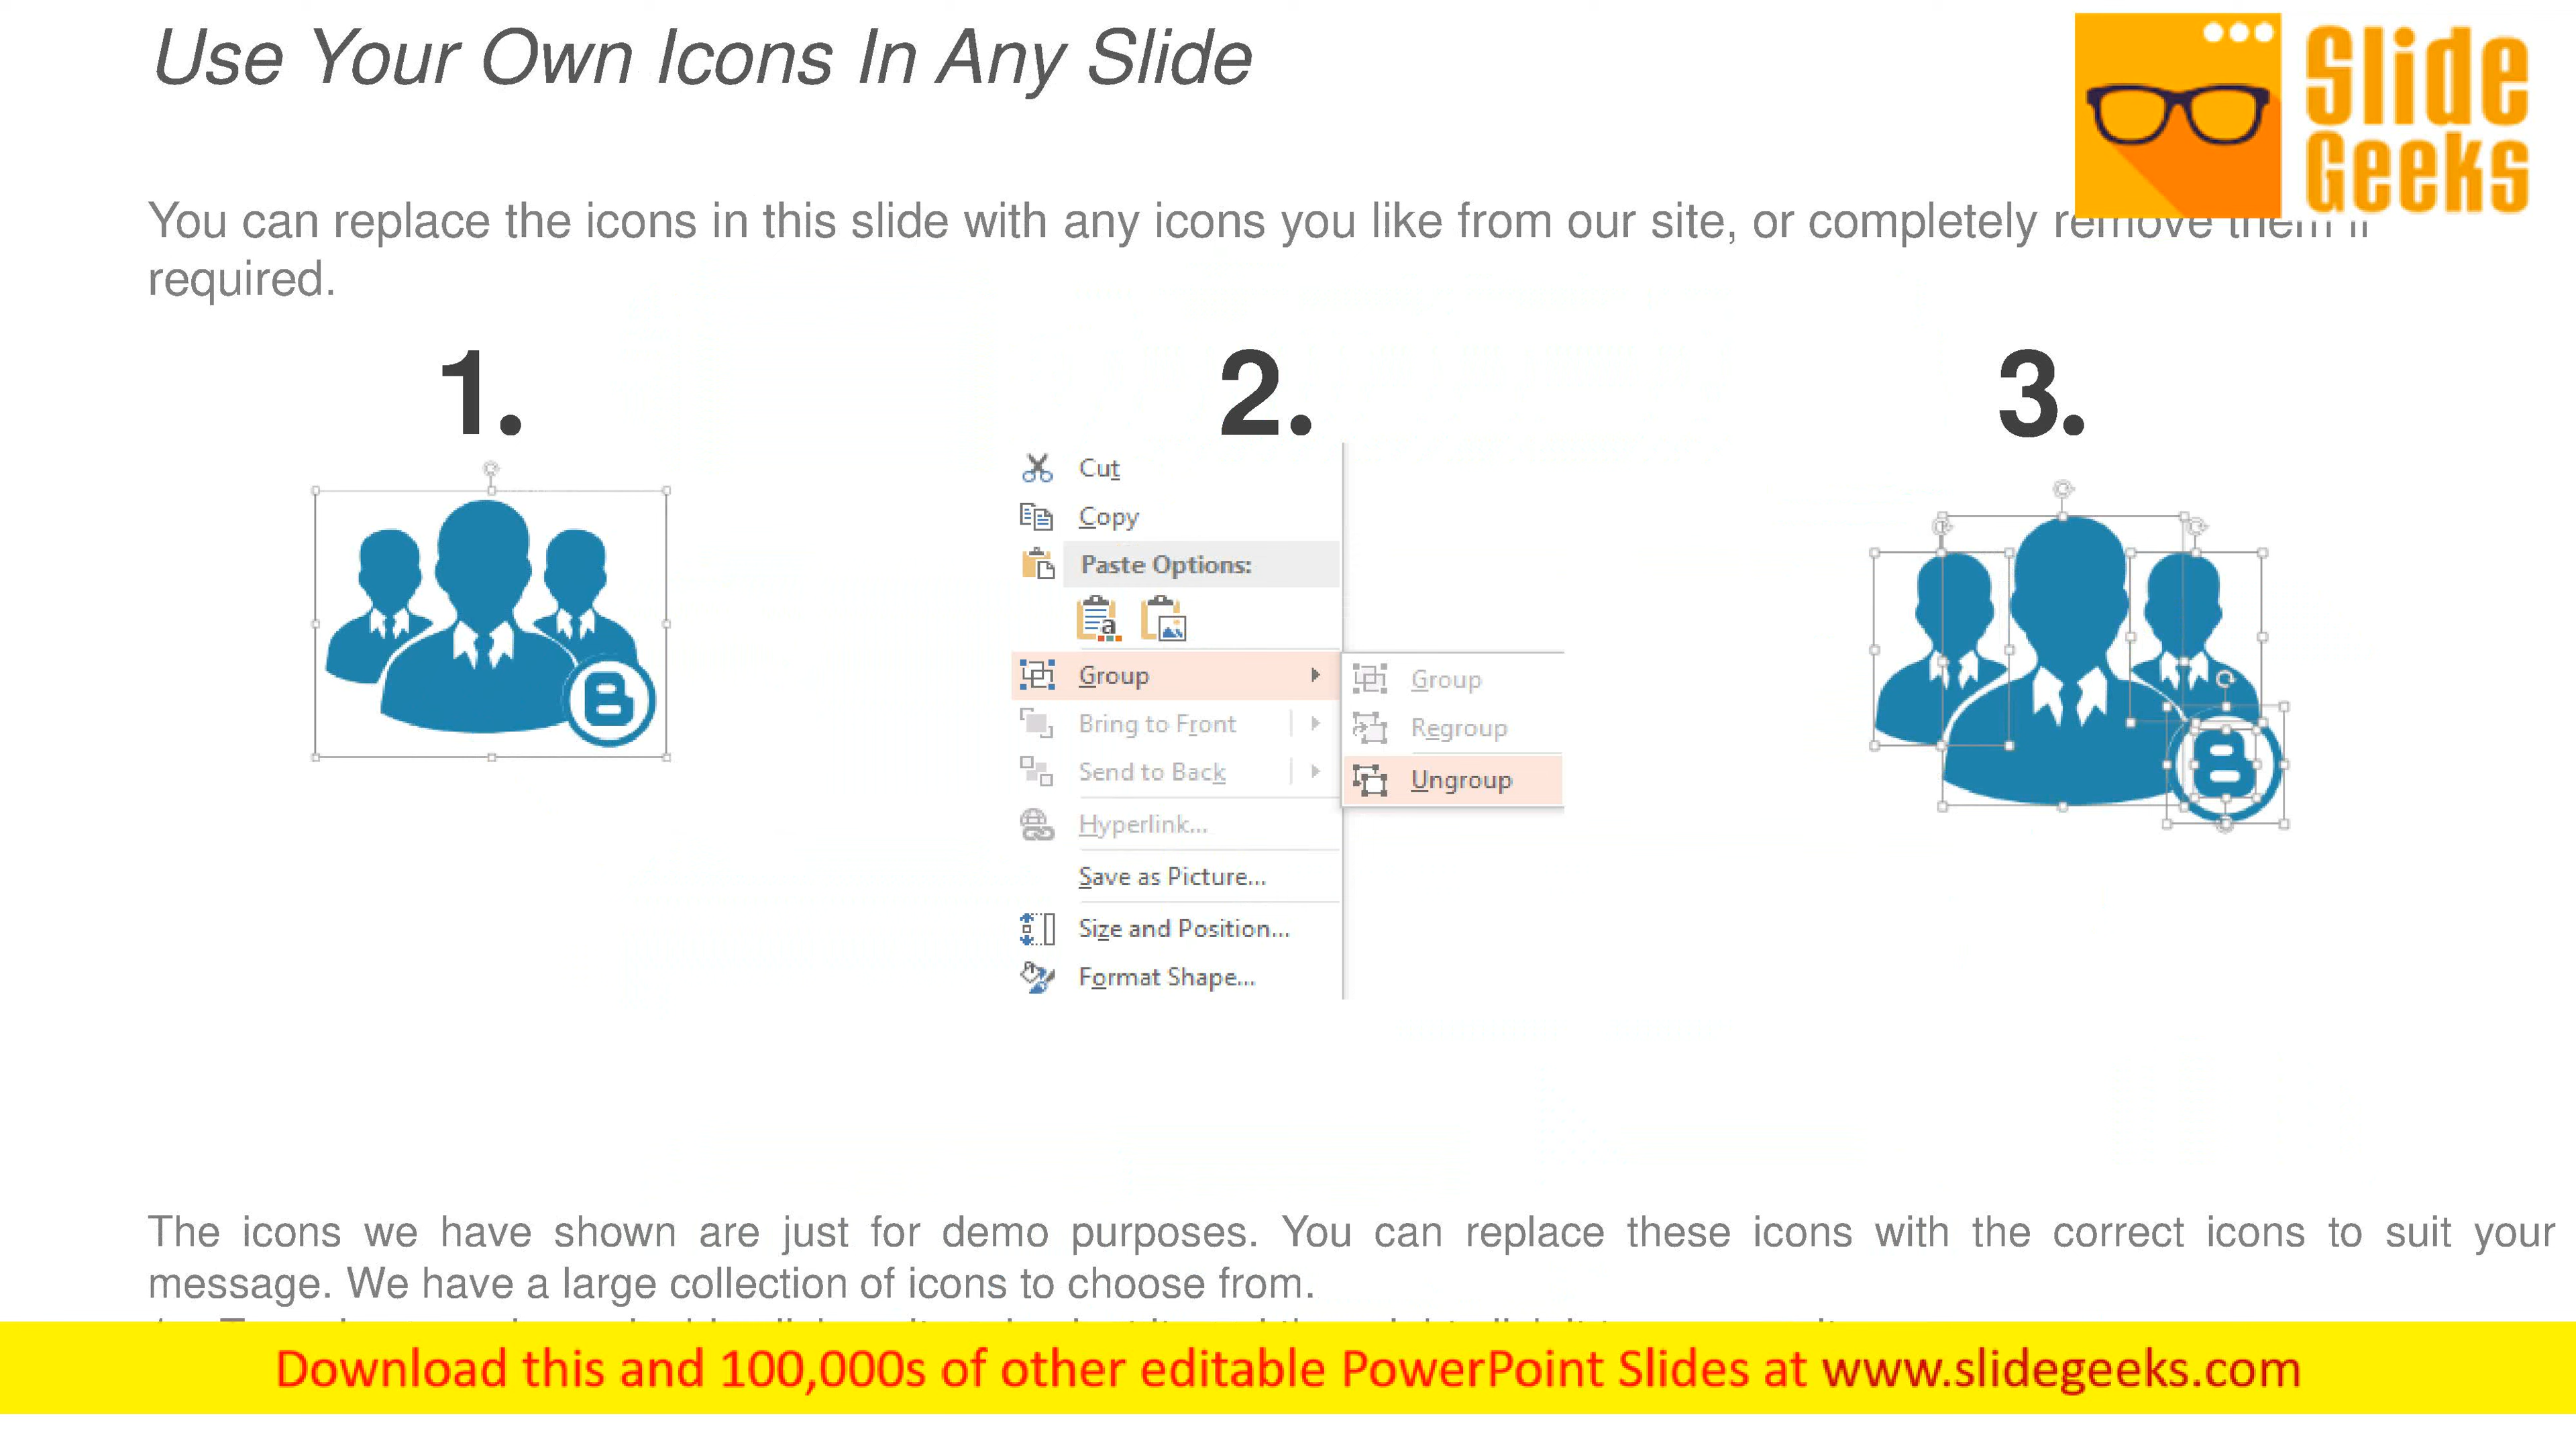 Use Your Own Icons In Any Slide
Slide
Geeks
You can replace the icons in this slide with any icons you like from our site, or completely remove them if
required.
1.
2.
3.
Cut
Copy
Paste Options:
Group
Bring to Front
Send to Back
Hyperlink...
Save as Picture...
Size and Position...
Format Shape...
Group
Regroup
Ungroup
The icons we have shown are just for demo purposes. You can replace these icons with the correct icons to suit your
message. We have a large collection of icons to choose from.
Download this and 100,000s of other editable PowerPoint Slides at www.slidegeeks.com